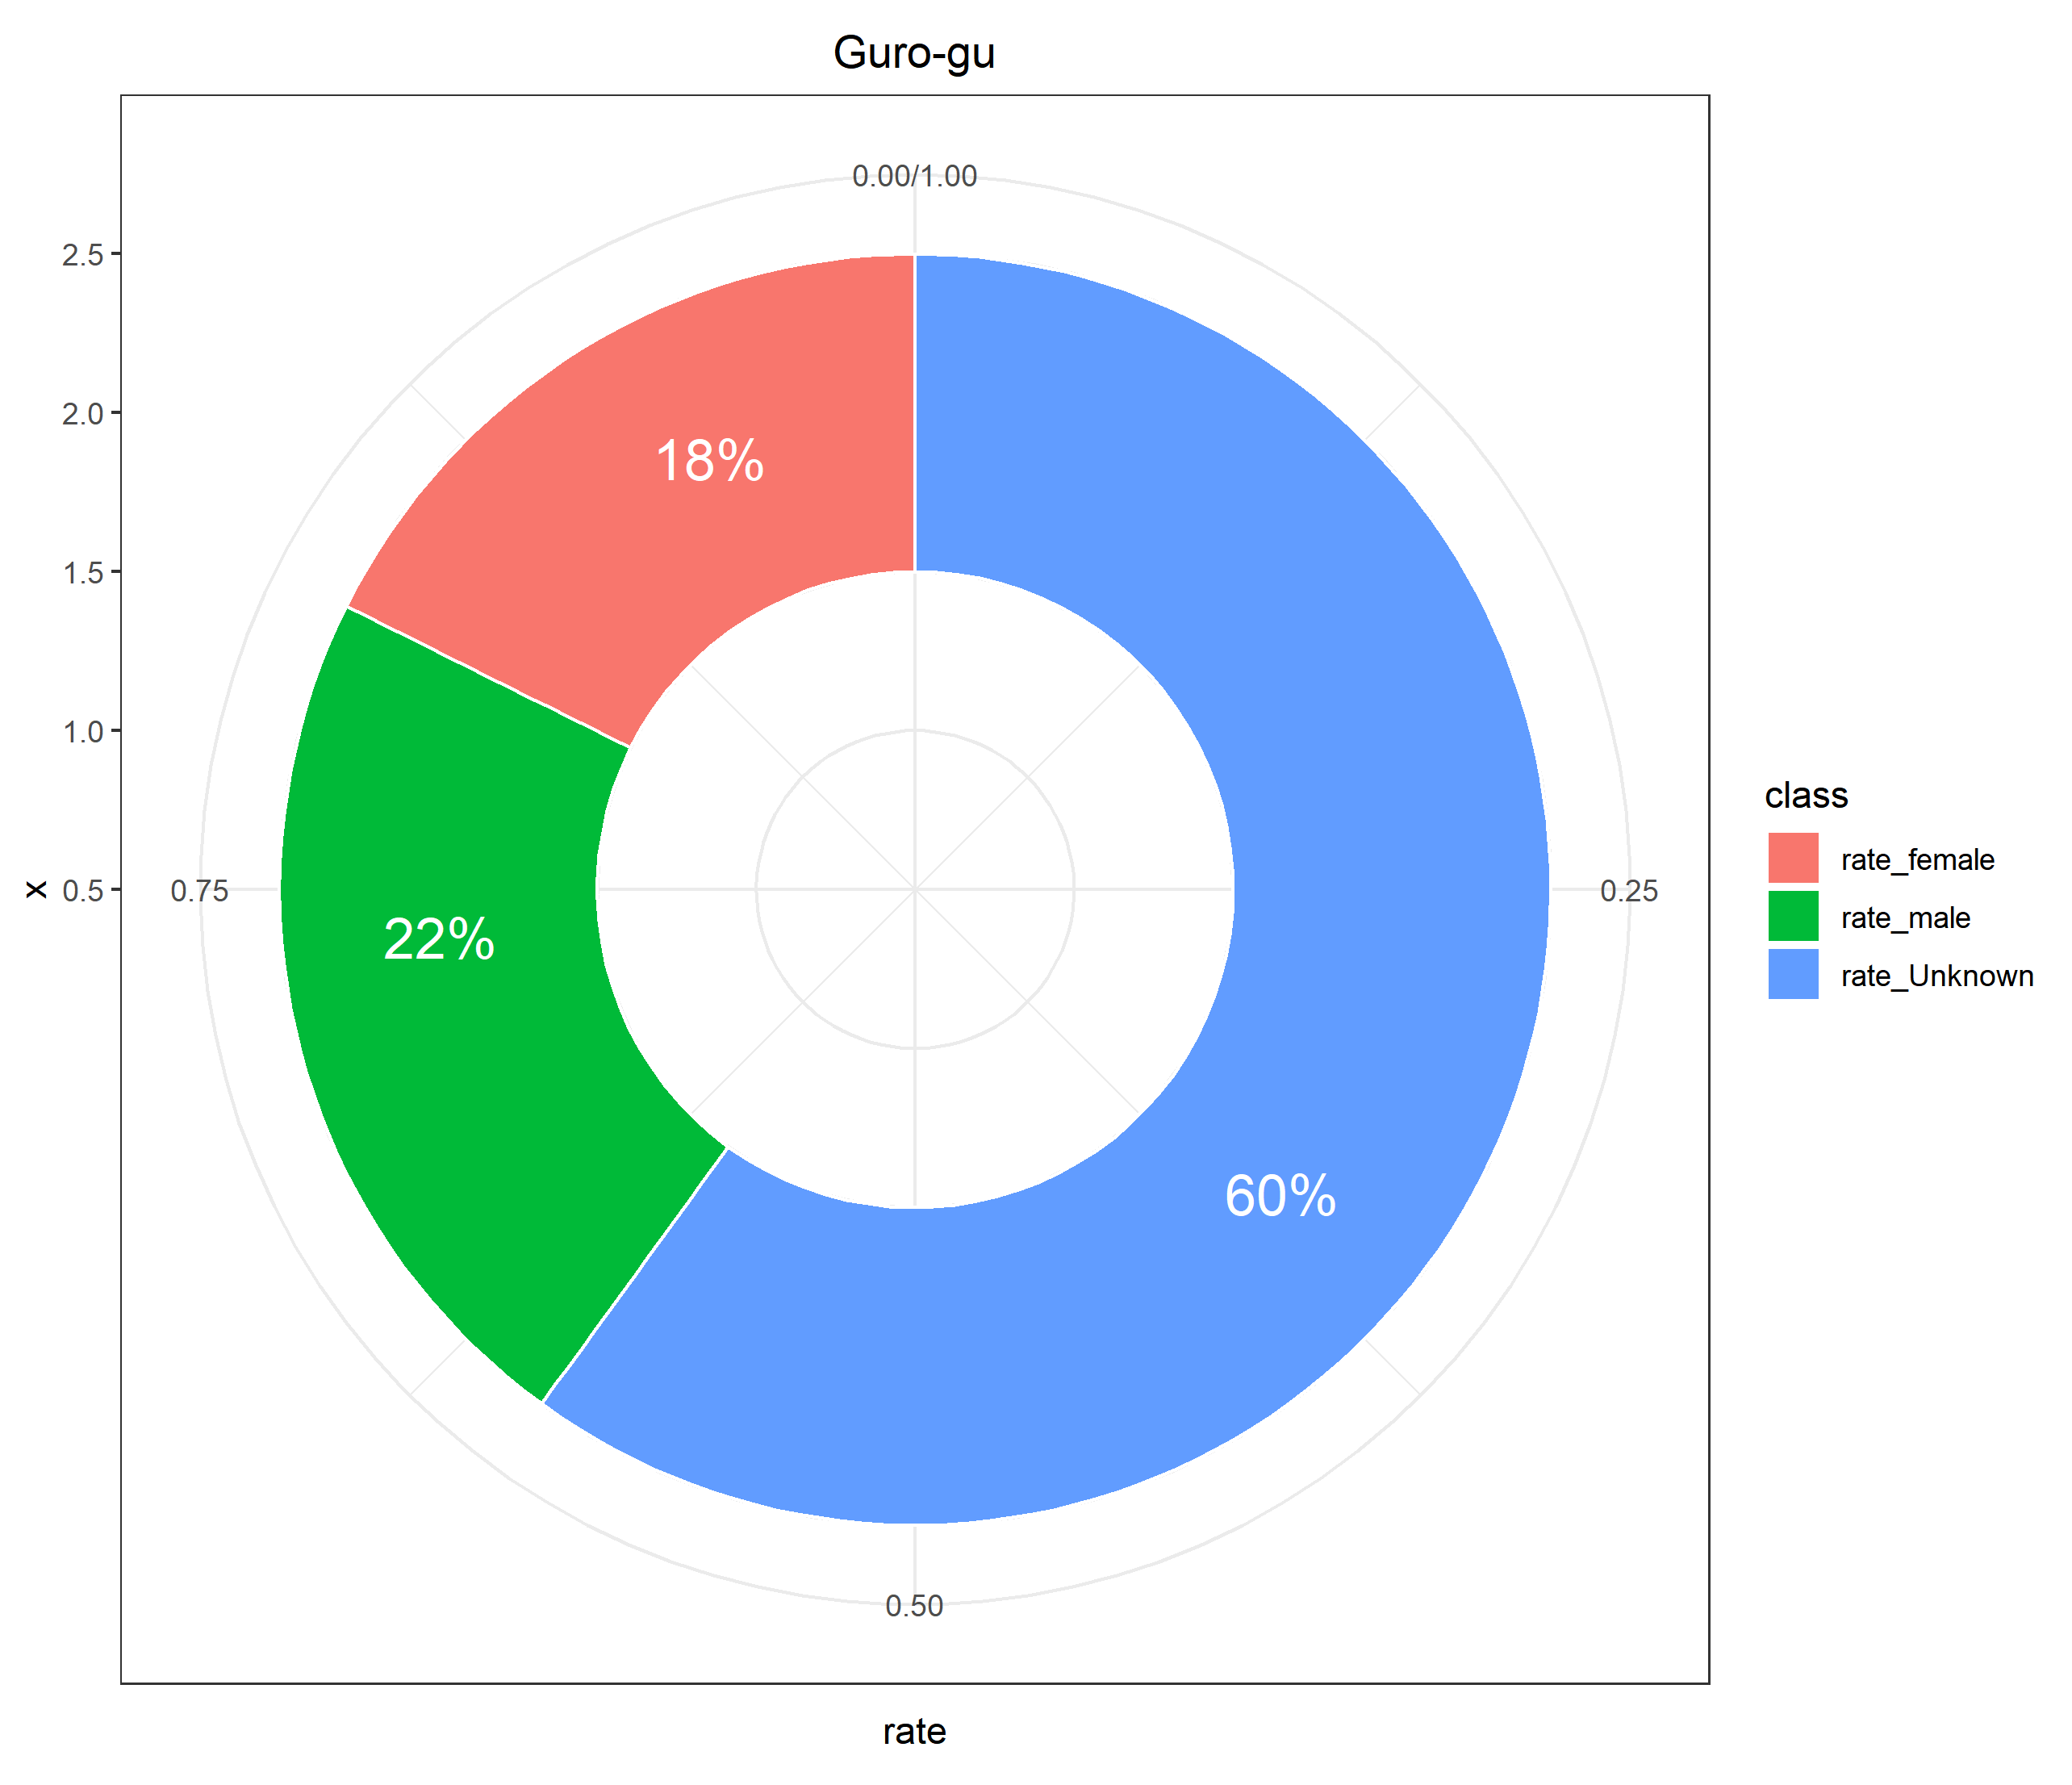 Guro-gu
0.00/1.00
2.5
2.0
18%
1.5
1.0
class
rate_female
x 0.5 0.75 0.25
22%
rate_male
rate_Unknown
60%
0.50
rate